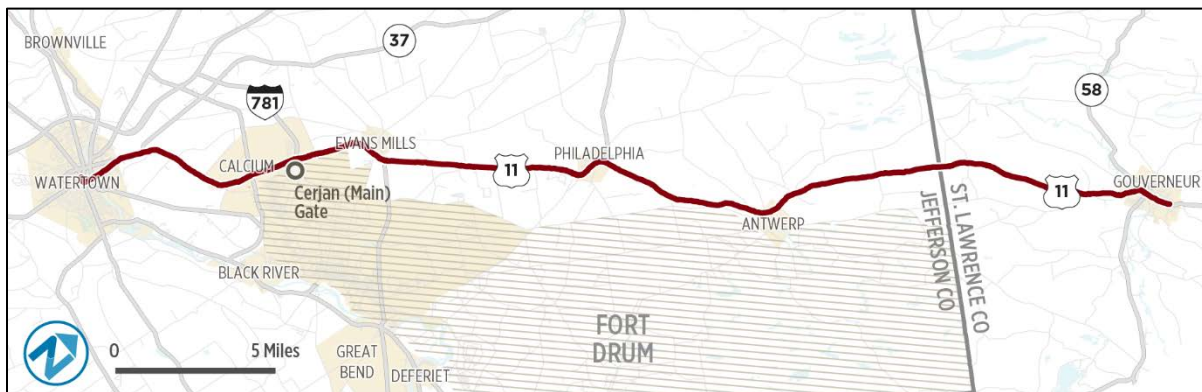 BROWNVILLE
37
58
781
EVANS MILLS
CALCIUM
PHILADELPHIA
11
WATERTOWN
Cerjan (Main)
Gate
11
GOUVERNEUR
ST. LAWRENCE CO
JEFFERSON CO
ANTWERP
BLACK RIVER
FORT
DRUM
0
5 Miles
GREAT
BEND
DEFERIET